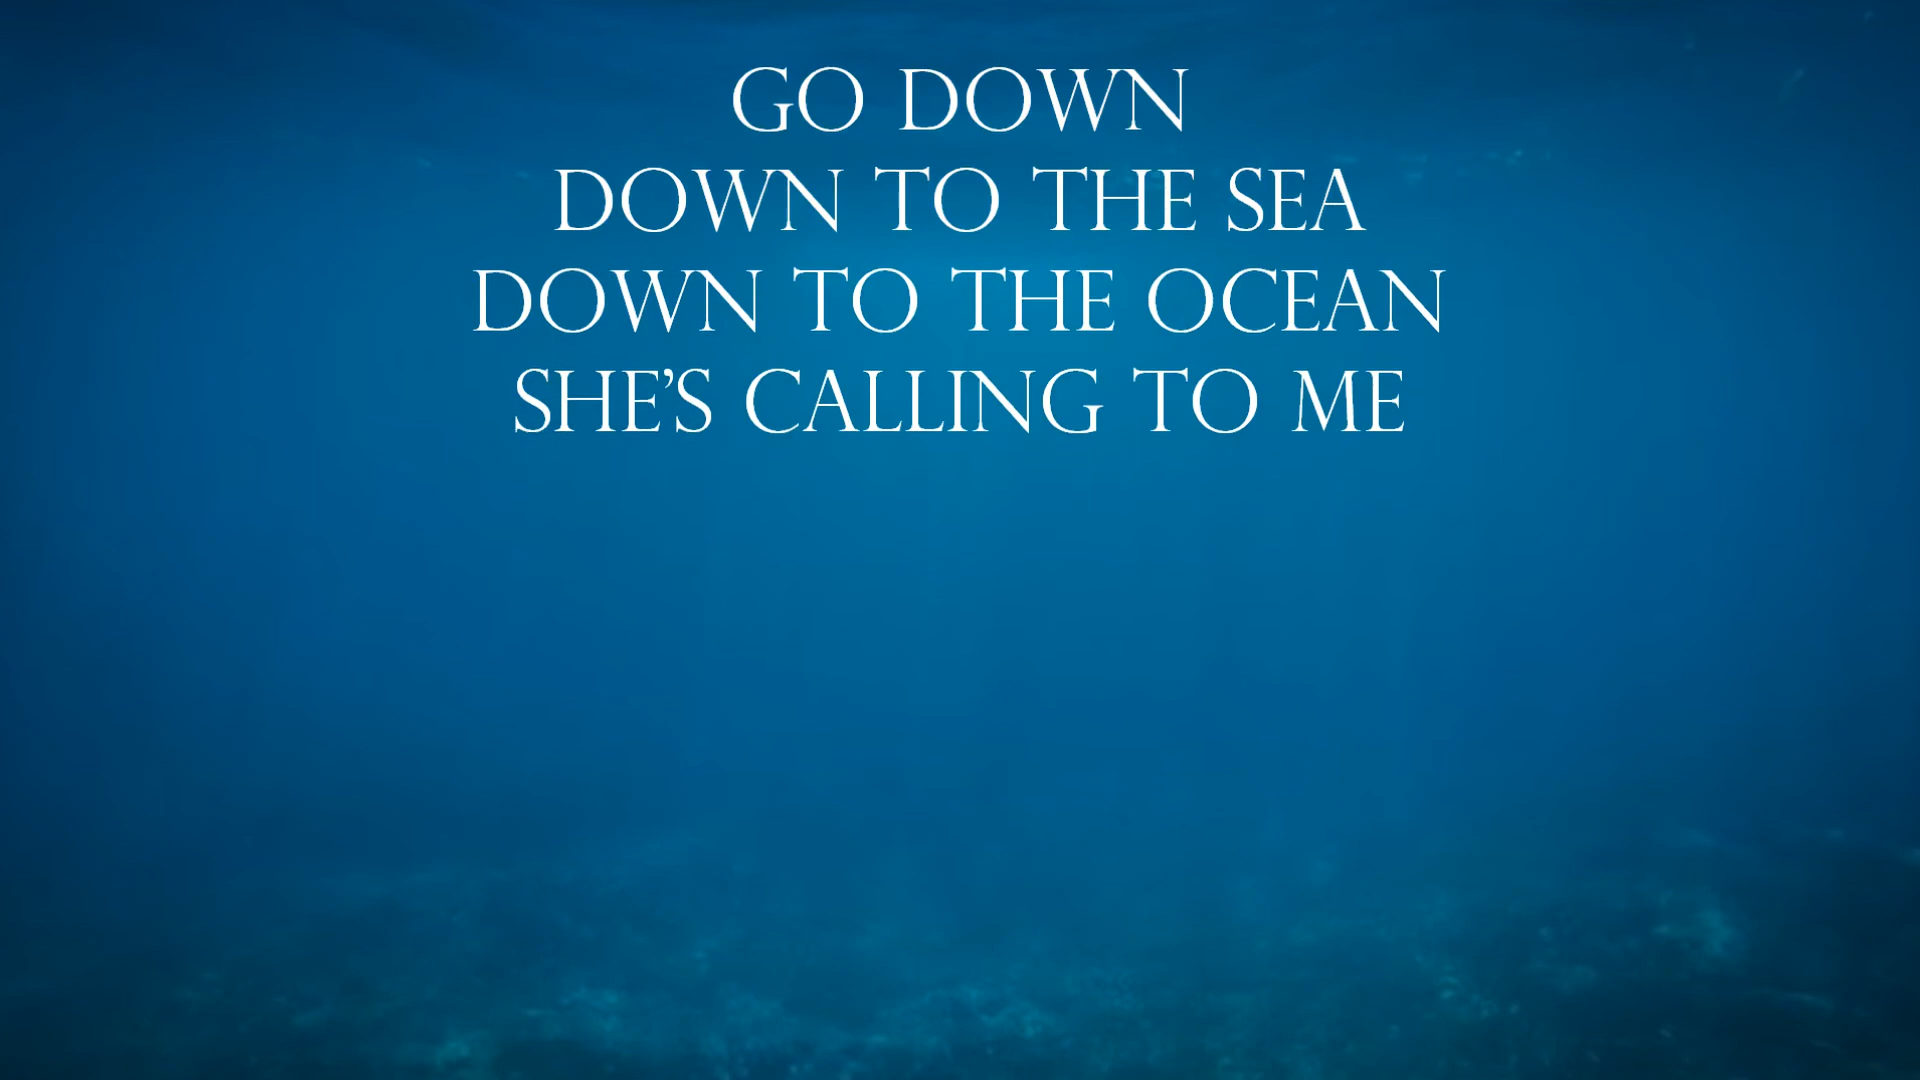 GO DOWN
DOWN TO THE SEA
DOWN TO THE OCEAN
SHE'S CALLING TO ME